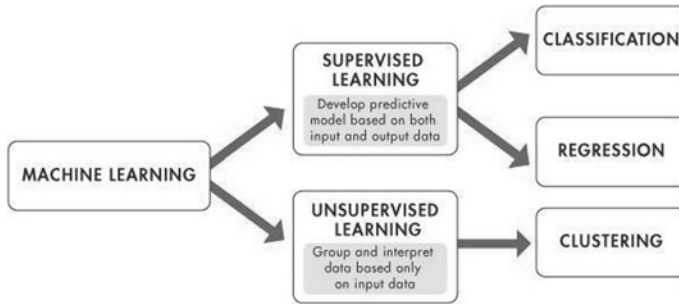 MACHINE LEARNING
SUPERVISED
LEARNING
Develop predictive
model based on both
input and output data
UNSUPERVISED
LEARNING
Group and interpret
data based only
on input data
CLASSIFICATION
REGRESSION
CLUSTERING